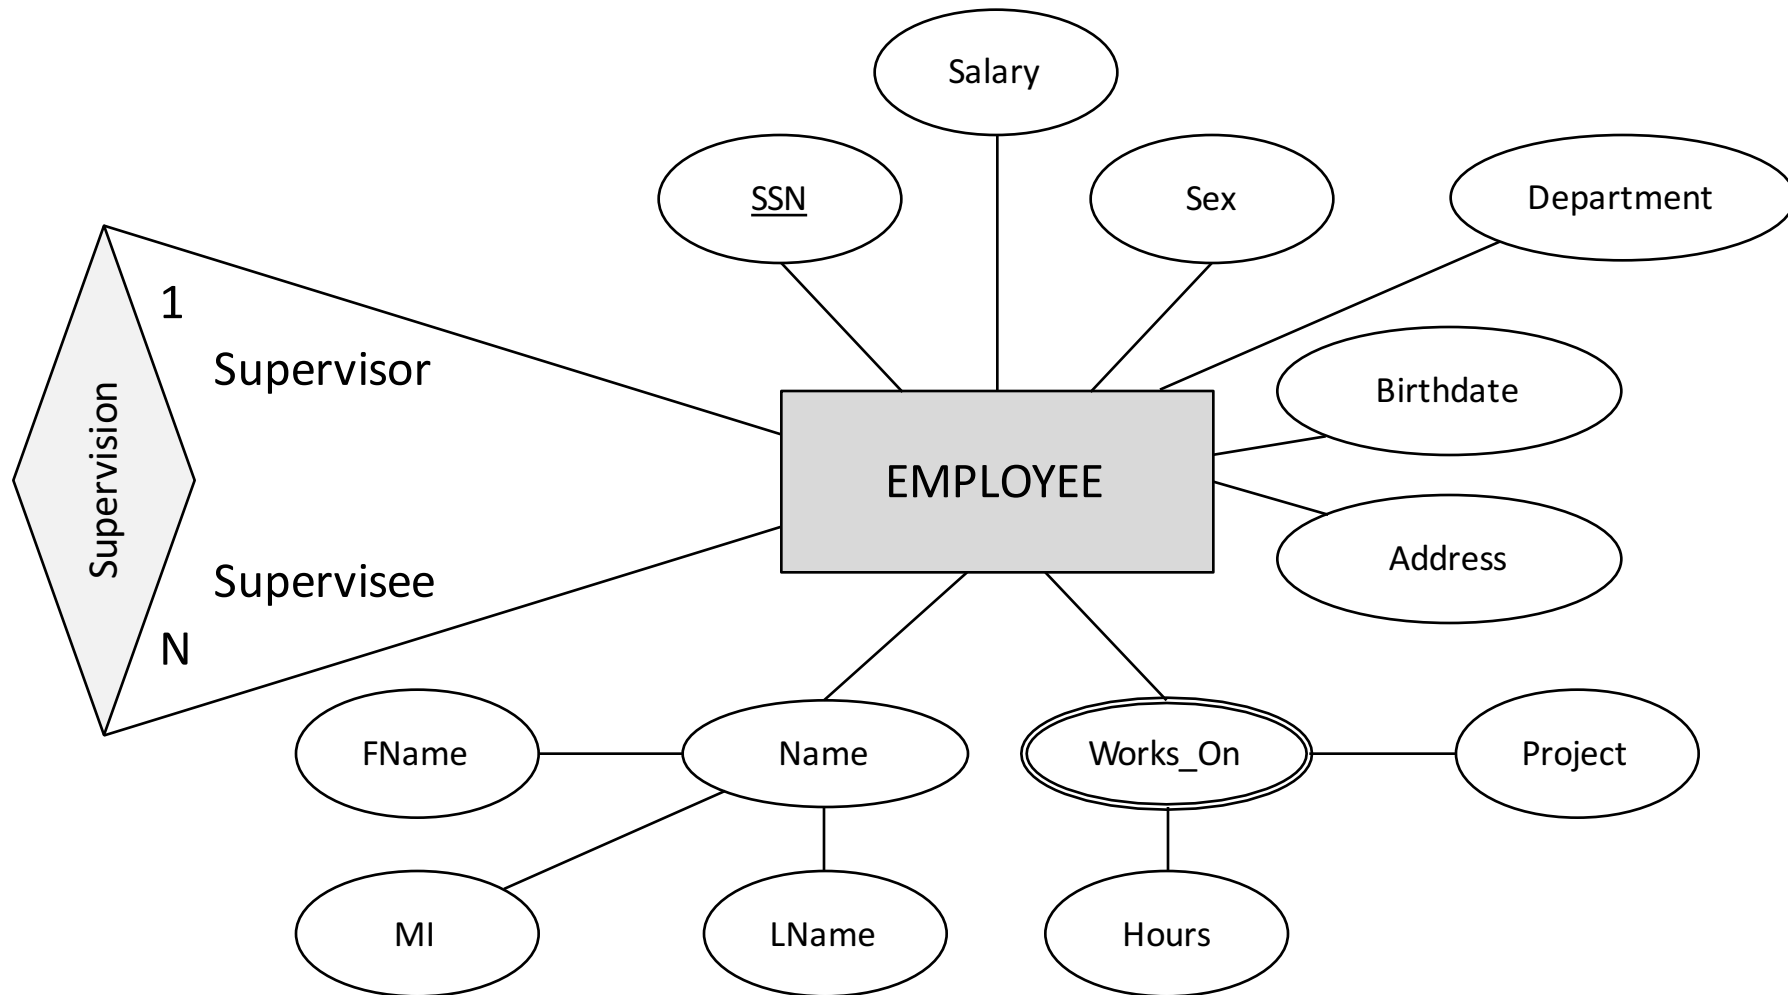 Salary
SSN
Sex
Department
1
Supervisor
Birthdate
Supervision
EMPLOYEE
Address
Supervisee
N
FName
Name
Works_On
Project
MI
LName
Hours